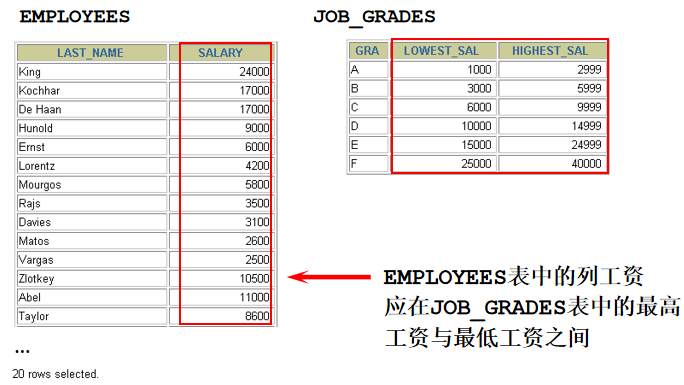 EMPLOYEES
LAST_NAME SALARY
King 24000
Kochhar 17000
De Haan 17000
Hunold 9000
Ernst 6000
Lorentz 4200
Mourgos 5800
Rajs 3500
Davies 3100
Matos 2600
Vargas 2500
Zlotkey 10500
Abel 11000
Taylor 8600
...
20 rows selected.
JOB_GRADES
GRA LOWEST_SAL HIGHEST_SAL
A 1000 2999
B 3000 5999
C 6000 9999
D 10000 14999
E 15000 24999
F 25000 40000
EMPLOYEES表中的列工资
应在JOB_GRADES表中的最高
工资与最低工资之间